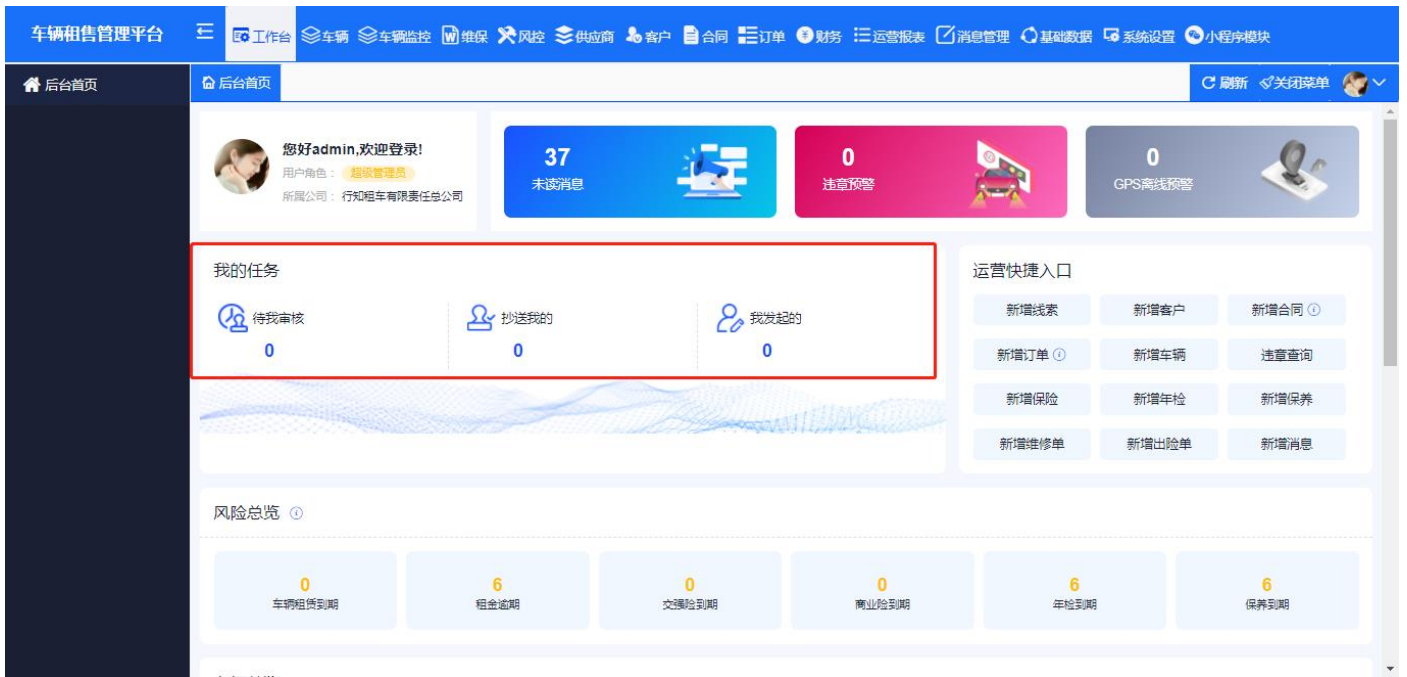 车辆租售管理平台 工作台 车辆 车辆监控 维保 风控 供应商 客户 合同 订单 财务 运营报表 消息管理 基础数据 系统设置 小程序模块
后台首页 后台首页 刷新 关闭菜单
您好admin,欢迎登录!
用户角色： 超级管理员
所属公司： 行知租车有限责任总公司
37
未读消息
0
违章预警
0
GPS离线预警
我的任务
待我审核
0
抄送我的
0
我发起的
0
运营快捷入口
新增线索 新增客户 新增合同
新增订单 新增车辆 违章查询
新增保险 新增年检 新增保养
新增维修单 新增出险单 新增消息
风险总览
0 6 0 0 6 6
车辆租赁到期 租金逾期 交强险到期 商业险到期 年检到期 保养到期